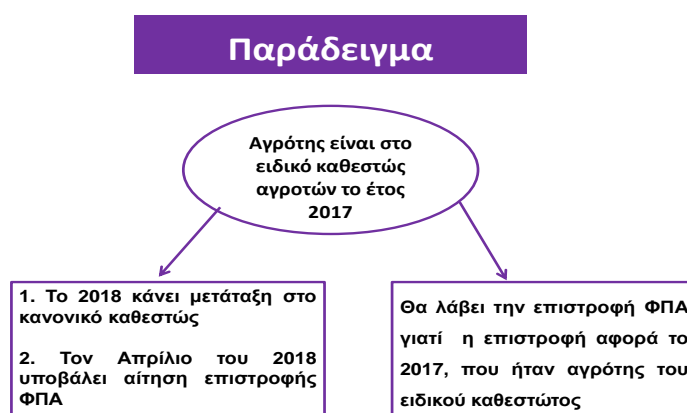 Παράδειγμα
Αγρότης είναι στο
ειδικό καθεστώς
αγροτών το έτος
2017
1. Το 2018 κάνει μετάταξη στο
κανονικό καθεστώς
2. Τον Απρίλιο του 2018
υποβάλει αίτηση επιστροφής
ΦΠΑ
Θα λάβει την επιστροφή ΦΠΑ
γιατί η επιστροφή αφορά το
2017, που ήταν αγρότης του
ειδικού καθεστώτος